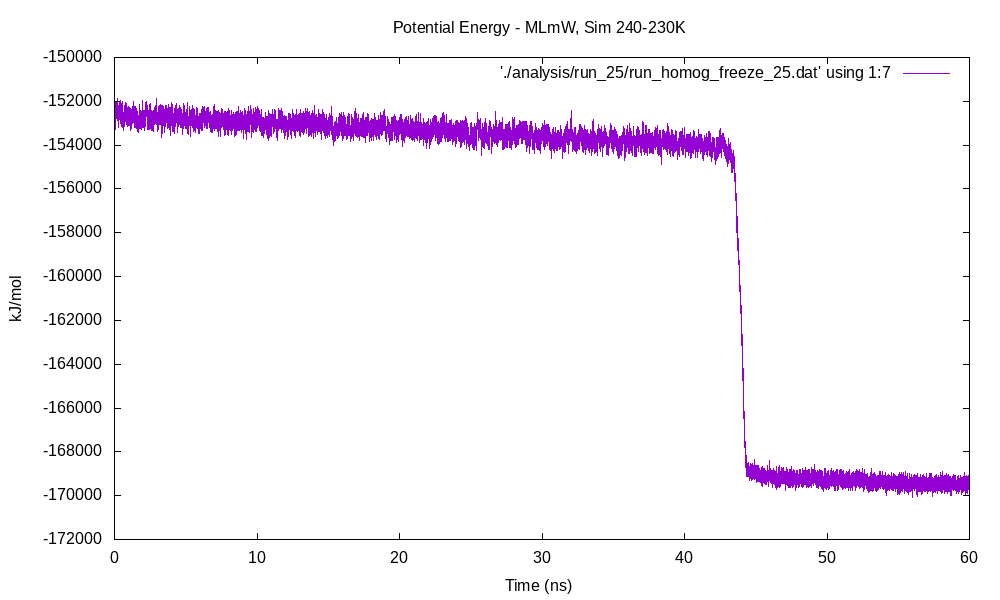 Potential Energy - MLmW, Sim 240-230K
'./analysis/run_25/run_homog_freeze_25.dat' using 1:7
-150000
-152000
-154000
-156000
-158000
-160000
-162000
-164000
-166000
-168000
-170000
-172000
kJ/mol
0 10 20 30 40 50 60
Time (ns)